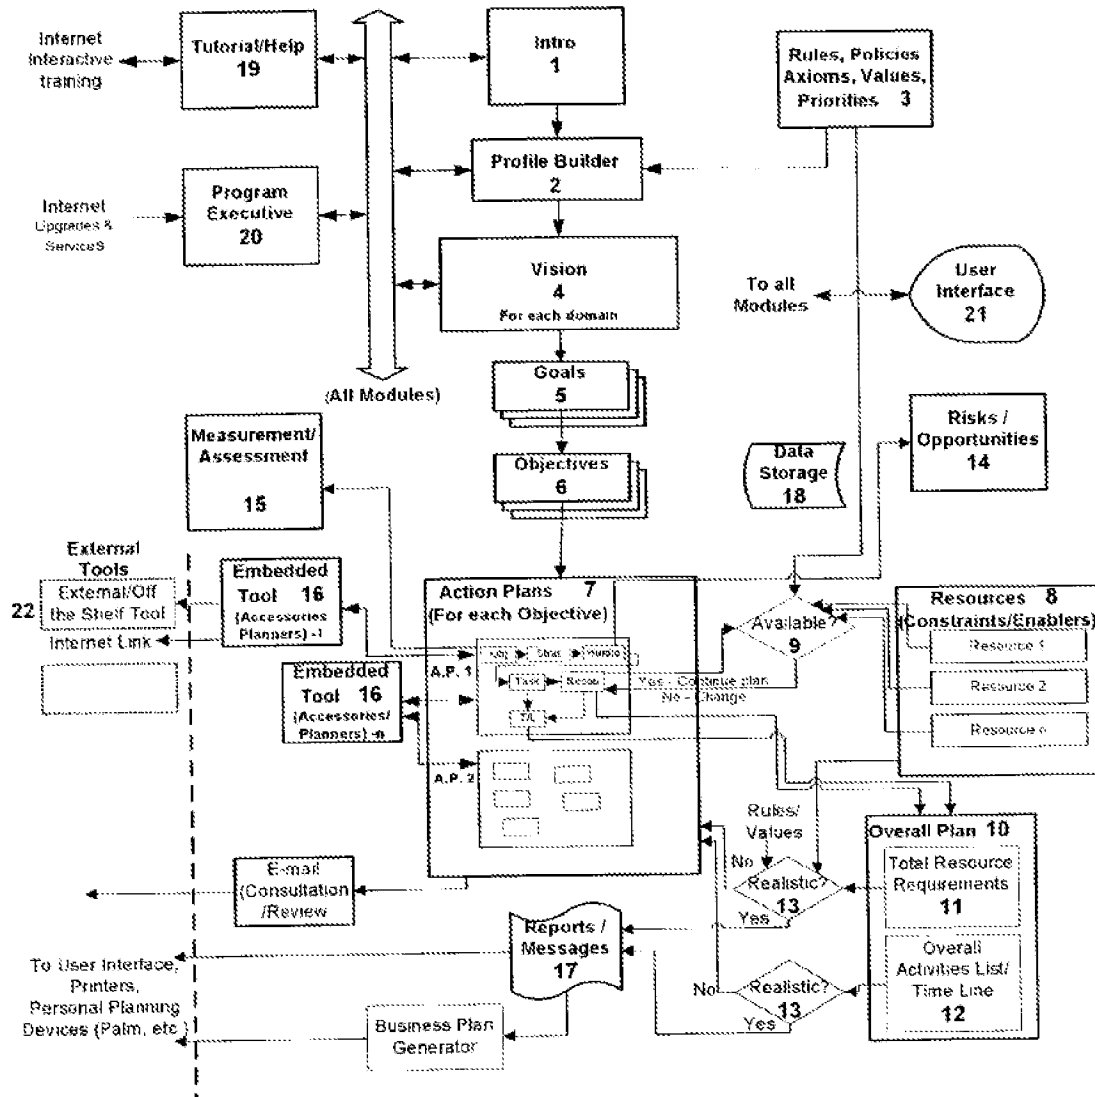 Internet
Interactive
training
Tutorial/Help
19
Intro
1
Rules, Policies
Axioms, Values,
Priorities 3
Profile Builder
2
Internet
Upgrades &
Services
Program
Executive
20
Vision
4
For each domain
To all
Modules
User
Interface
21
(All Modules)
Goals
5
Measurement/
Assessment
15
Objectives
6
Data
Storage
18
Risks /
Opportunities
14
External
Tools
22
External/Off
the Shelf Tool
Internet Link
Embedded
Tool 16
(Accessories
Planners) -1
Action Plans 7
(For each Objective)
Available?
9
Resources 8
(Constraints/Enablers)
Resource 1
Resource 2
Resource n
A.P. 1
Obj
Strat
Task
T/L
Yes - Continue plan
No - Change
Embedded
Tool 16
(Accessories/
Planners) -n
A.P. 2
Rules/
Values
No
Realistic?
13
Yes
Overall Plan 10
Total Resource
Requirements
11
E-mail
(Consultation
/Review
Reports /
Messages
17
No
Realistic?
13
Yes
Overall
Activities List/
Time Line
12
To User Interface,
Printers,
Personal Planning
Devices (Palm, etc.)
Business Plan
Generator